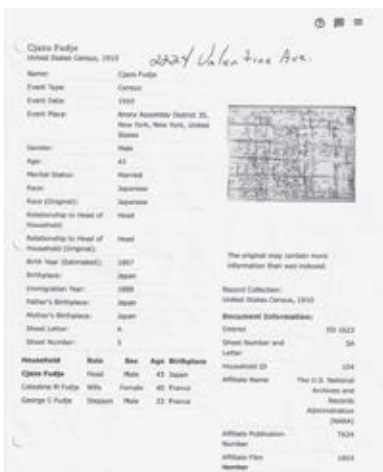 Cjazo Fudje
United States Census, 1910
2224 Valentine Ave.
Name: Cjazo Fudje
Event Type: Census
Event Date: 1910
Event Place: Bronx Assembly District 35, New York, New York, United States
Gender: Male
Age: 43
Marital Status: Married
Race: Japanese
Race (Original): Japanese
Relationship to Head of Household: Head
Relationship to Head of Household (Original): Head
Birth Year (Estimated): 1867
Birthplace: Japan
Immigration Year:
Father's Birthplace: Japan
Mother's Birthplace: Japan
Sheet Letter: A
Sheet Number: 5
Household Role Sex Age Birthplace
Cjazo Fudje Head Male 43 Japan
Celestine M Fudje Wife Female 40 France
George C Fudje Stepson Male 23 France
The original may contain more
information than was indexed.
Record Collection:
United States Census, 1910
Document Information:
District ED 1623
Sheet Number and Letter 5A
Household ID 104
Affiliate Name The U.S. National Archives and Records Administration (NARA)
Affiliate Publication Number T624
Affiliate Film Number